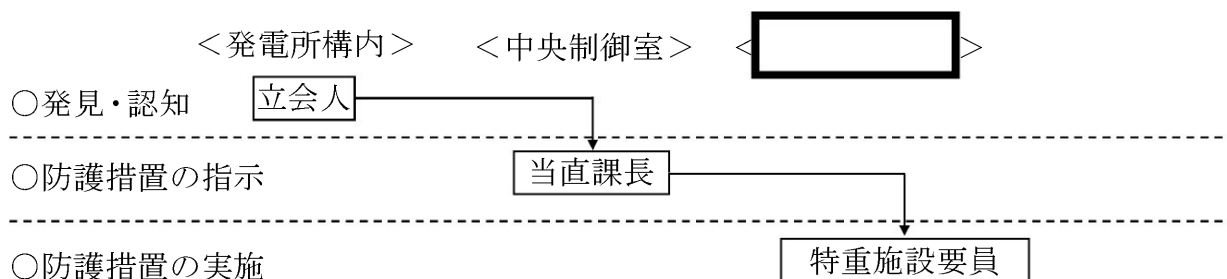 ＜発電所構内＞ ＜中央制御室＞ ＜ ＞
○発見・認知 立会人
○防護措置の指示 当直課長
○防護措置の実施 特重施設要員